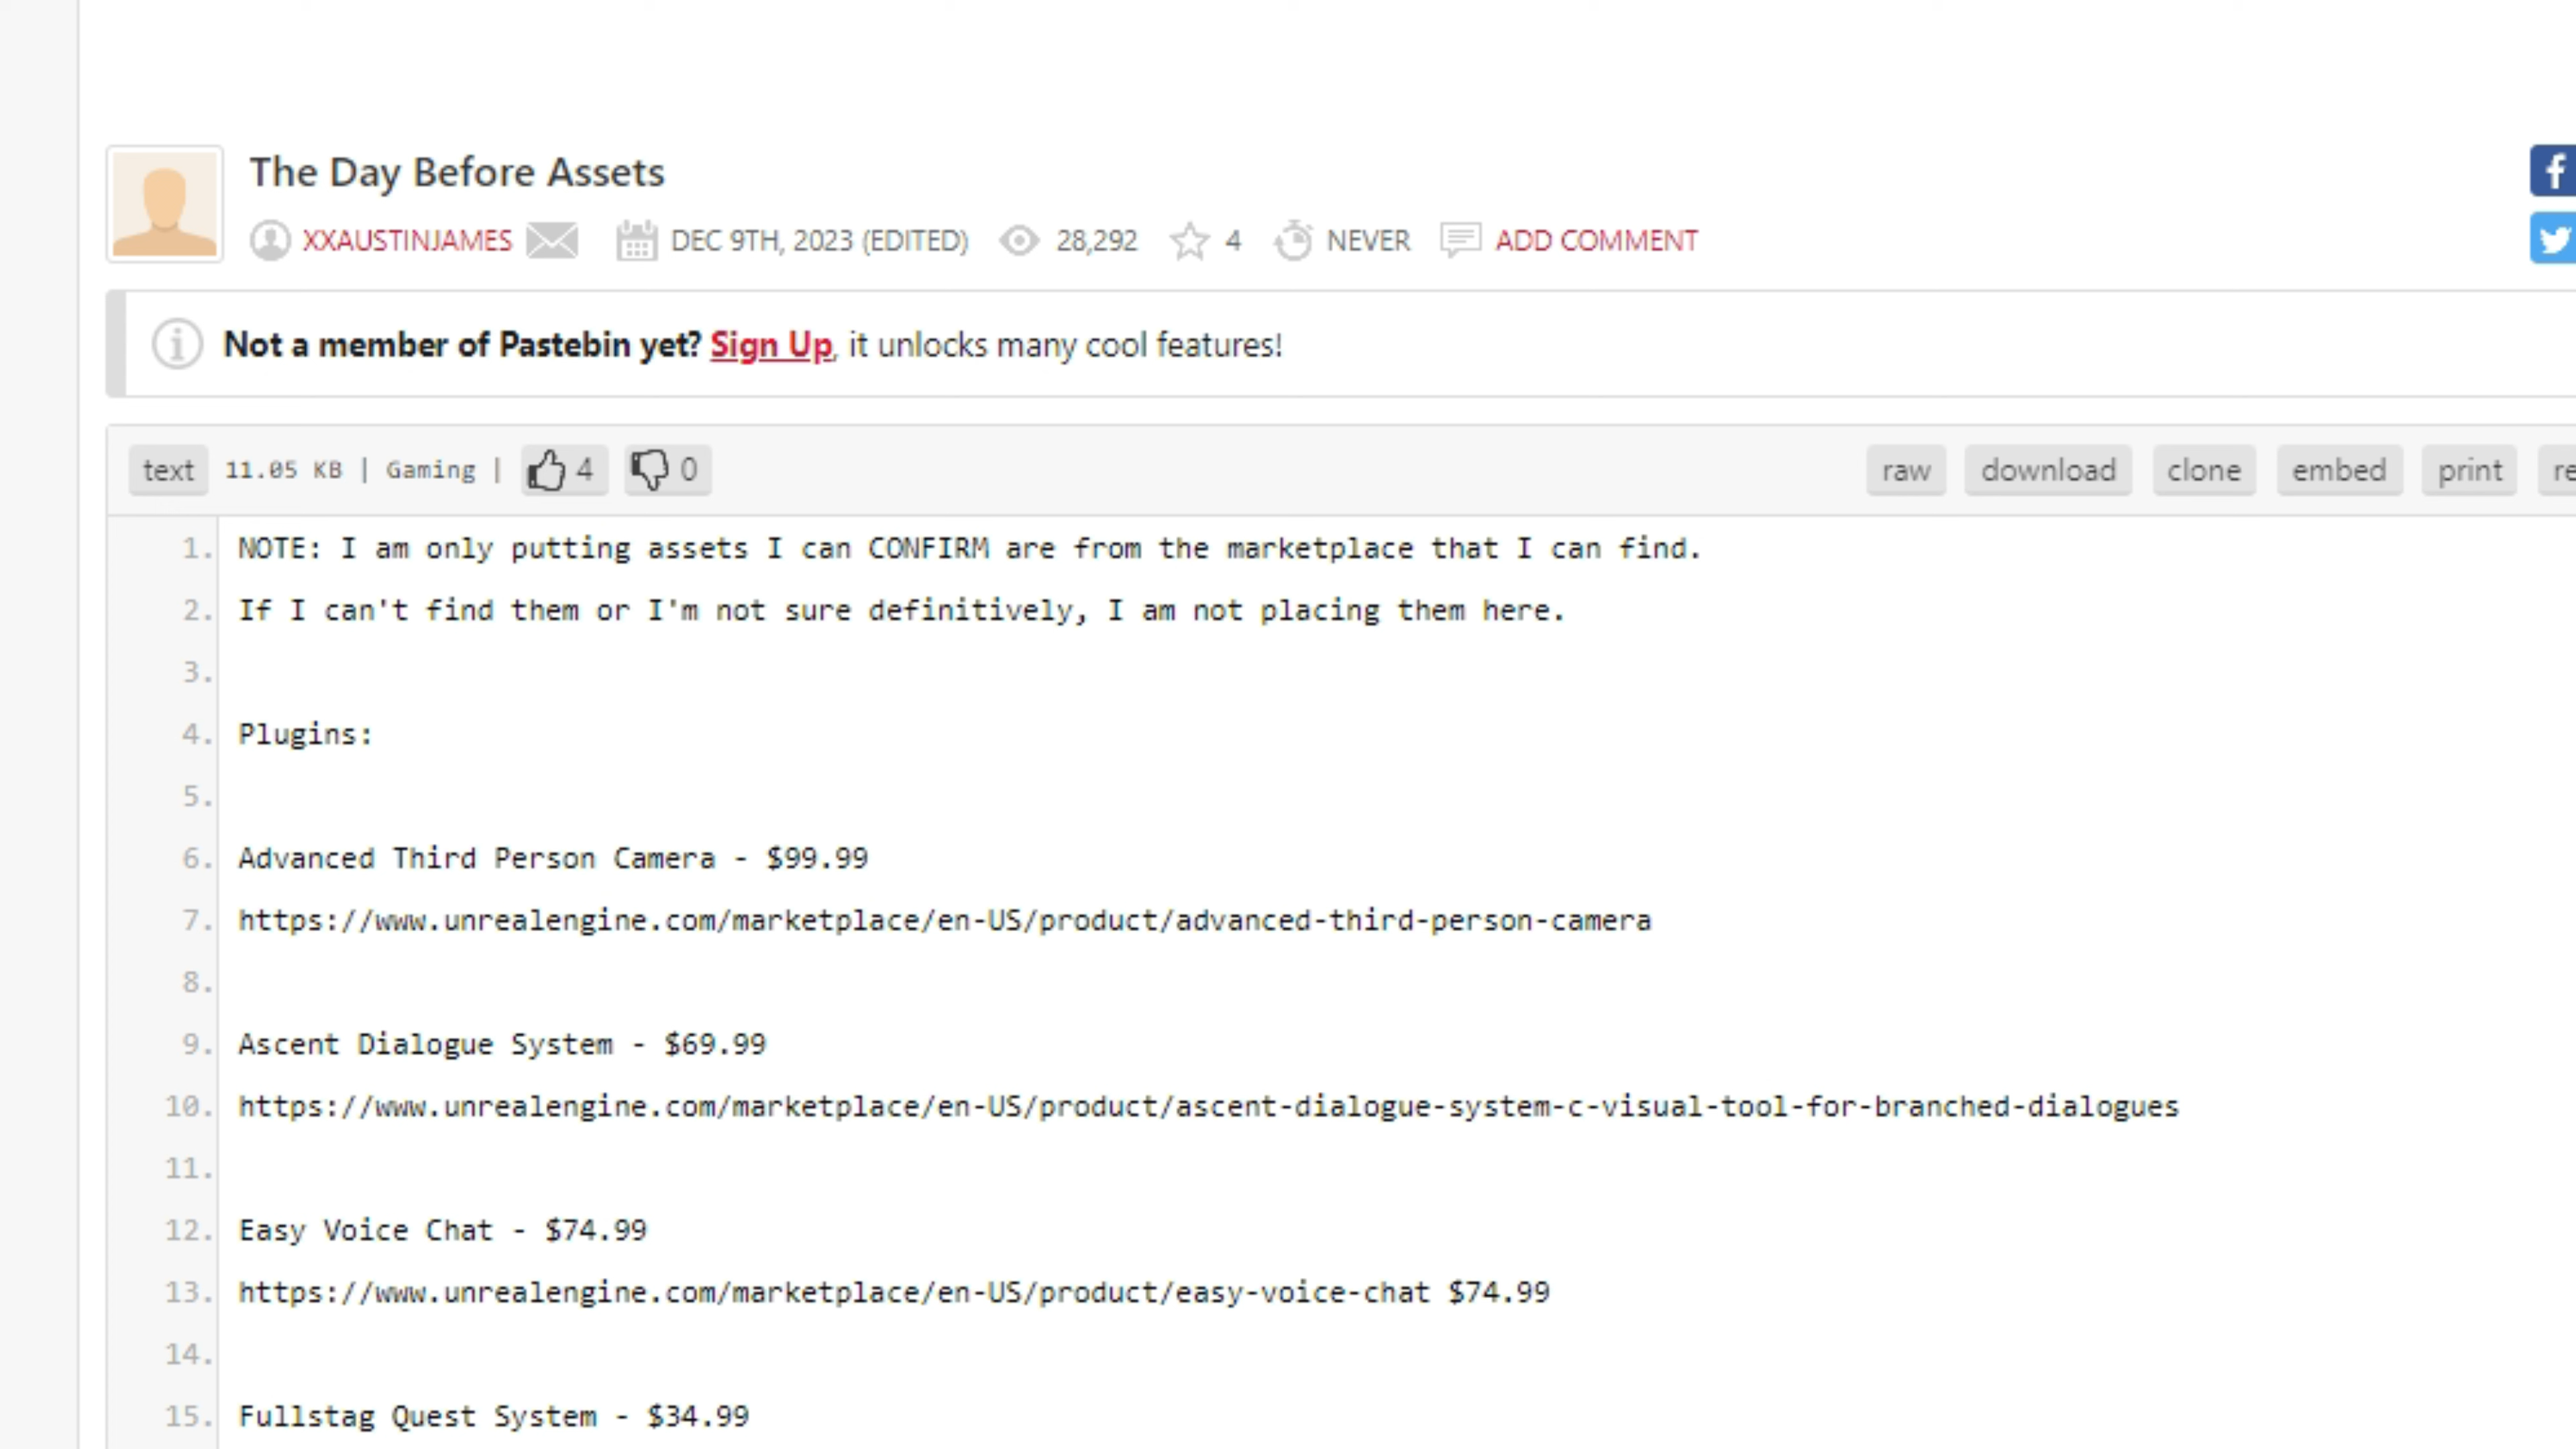 The Day Before Assets
XXAUSTINJAMES DEC 9TH, 2023 (EDITED) 28,292 4 NEVER ADD COMMENT
Not a member of Pastebin yet? Sign Up, it unlocks many cool features!
text 11.05 KB | Gaming | 4 0 raw download clone embed print
1. NOTE: I am only putting assets I can CONFIRM are from the marketplace that I can find.
2. If I can't find them or I'm not sure definitively, I am not placing them here.
3.
4. Plugins:
5.
6. Advanced Third Person Camera - $99.99
7. https://www.unrealengine.com/marketplace/en-US/product/advanced-third-person-camera
8.
9. Ascent Dialogue System - $69.99
10. https://www.unrealengine.com/marketplace/en-US/product/ascent-dialogue-system-c-visual-tool-for-branched-dialogues
11.
12. Easy Voice Chat - $74.99
13. https://www.unrealengine.com/marketplace/en-US/product/easy-voice-chat $74.99
14.
15. Fullstag Quest System - $34.99